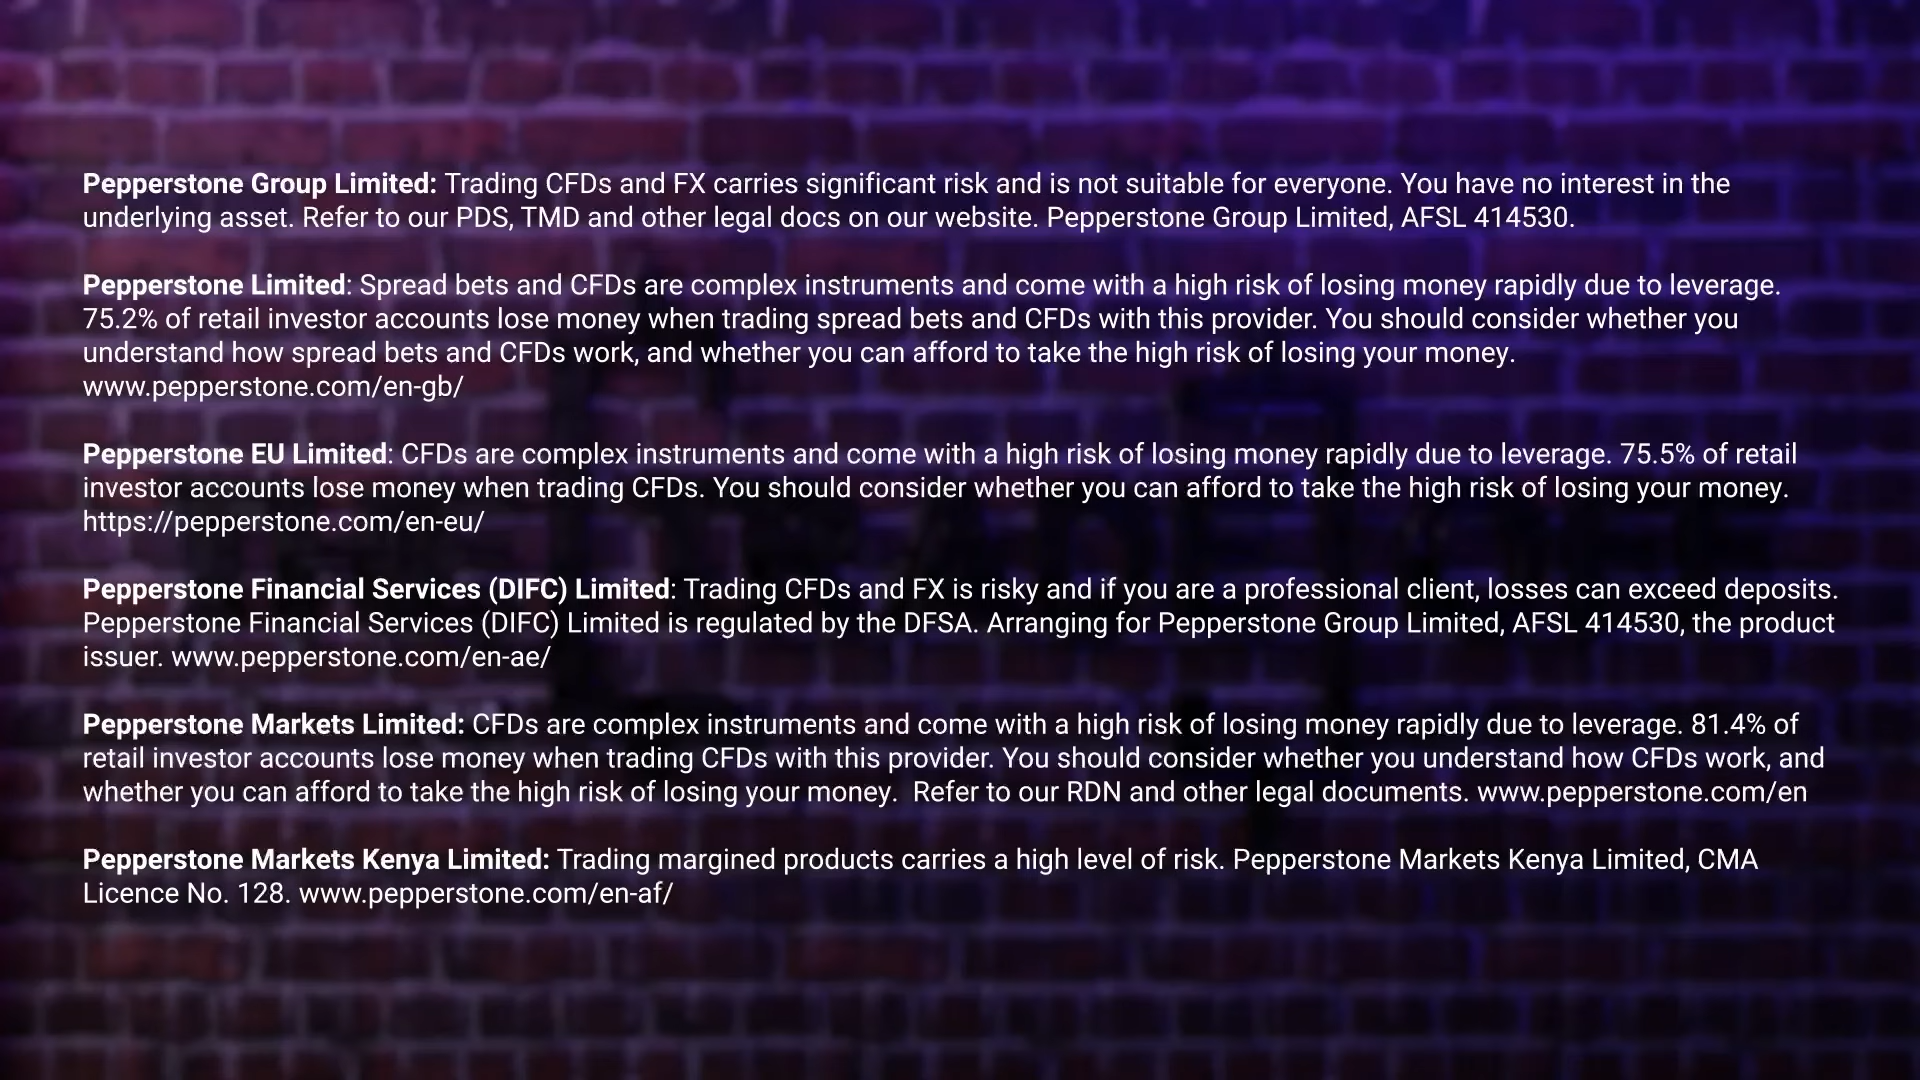 Pepperstone Group Limited: Trading CFDs and FX carries significant risk and is not suitable for everyone. You have no interest in the
underlying asset. Refer to our PDS, TMD and other legal docs on our website. Pepperstone Group Limited, AFSL 414530.
Pepperstone Limited: Spread bets and CFDs are complex instruments and come with a high risk of losing money rapidly due to leverage.
75.2% of retail investor accounts lose money when trading spread bets and CFDs with this provider. You should consider whether you
understand how spread bets and CFDs work, and whether you can afford to take the high risk of losing your money.
www.pepperstone.com/en-gb/
Pepperstone EU Limited: CFDs are complex instruments and come with a high risk of losing money rapidly due to leverage. 75.5% of retail
investor accounts lose money when trading CFDs. You should consider whether you can afford to take the high risk of losing your money.
https://pepperstone.com/en-eu/
Pepperstone Financial Services (DIFC) Limited: Trading CFDs and FX is risky and if you are a professional client, losses can exceed deposits.
Pepperstone Financial Services (DIFC) Limited is regulated by the DFSA. Arranging for Pepperstone Group Limited, AFSL 414530, the product
issuer. www.pepperstone.com/en-ae/
Pepperstone Markets Limited: CFDs are complex instruments and come with a high risk of losing money rapidly due to leverage. 81.4% of
retail investor accounts lose money when trading CFDs with this provider. You should consider whether you understand how CFDs work, and
whether you can afford to take the high risk of losing your money.  Refer to our RDN and other legal documents. www.pepperstone.com/en
Pepperstone Markets Kenya Limited: Trading margined products carries a high level of risk. Pepperstone Markets Kenya Limited, CMA
Licence No. 128. www.pepperstone.com/en-af/